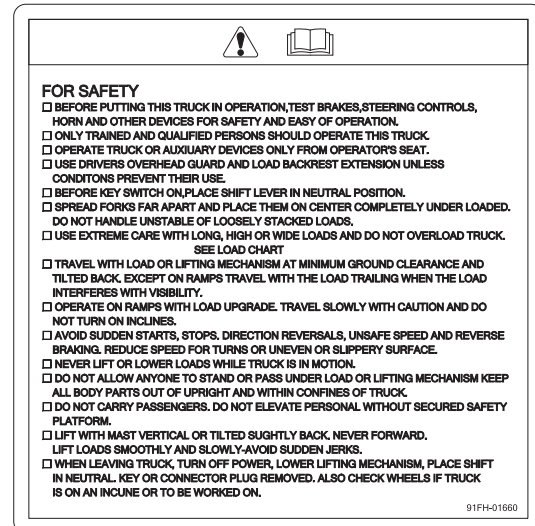 FOR SAFETY
☐ BEFORE PUTTING THIS TRUCK IN OPERATION,TEST BRAKES,STEERING CONTROLS,
HORN AND OTHER DEVICES FOR SAFETY AND EASY OF OPERATION.
☐ ONLY TRAINED AND QUALIFIED PERSONS SHOULD OPERATE THIS TRUCK.
☐ OPERATE TRUCK OR AUXIUARY DEVICES ONLY FROM OPERATOR'S SEAT.
☐ USE DRIVERS OVERHEAD GUARD AND LOAD BACKREST EXTENSION UNLESS
CONDITONS PREVENT THEIR USE.
☐ BEFORE KEY SWITCH ON,PLACE SHIFT LEVER IN NEUTRAL POSITION.
☐ SPREAD FORKS FAR APART AND PLACE THEM ON CENTER COMPLETELY UNDER LOADED.
DO NOT HANDLE UNSTABLE OF LOOSELY STACKED LOADS.
☐ USE EXTREME CARE WITH LONG, HIGH OR WIDE LOADS AND DO NOT OVERLOAD TRUCK.
SEE LOAD CHART
☐ TRAVEL WITH LOAD OR LIFTING MECHANISM AT MINIMUM GROUND CLEARANCE AND
TILTED BACK. EXCEPT ON RAMPS TRAVEL WITH THE LOAD TRAILING WHEN THE LOAD
INTERFERES WITH VISIBILITY.
☐ OPERATE ON RAMPS WITH LOAD UPGRADE. TRAVEL SLOWLY WITH CAUTION AND DO
NOT TURN ON INCLINES.
☐ AVOID SUDDEN STARTS, STOPS. DIRECTION REVERSALS, UNSAFE SPEED AND REVERSE
BRAKING. REDUCE SPEED FOR TURNS OR UNEVEN OR SLIPPERY SURFACE.
☐ NEVER LIFT OR LOWER LOADS WHILE TRUCK IS IN MOTION.
☐ DO NOT ALLOW ANYONE TO STAND OR PASS UNDER LOAD OR LIFTING MECHANISM KEEP
ALL BODY PARTS OUT OF UPRIGHT AND WITHIN CONFINES OF TRUCK.
☐ DO NOT CARRY PASSENGERS. DO NOT ELEVATE PERSONAL WITHOUT SECURED SAFETY
PLATFORM.
☐ LIFT WITH MAST VERTICAL OR TILTED SUGHTLY BACK. NEVER FORWARD.
LIFT LOADS SMOOTHLY AND SLOWLY-AVOID SUDDEN JERKS.
☐ WHEN LEAVING TRUCK, TURN OFF POWER, LOWER LIFTING MECHANISM, PLACE SHIFT
IN NEUTRAL. KEY OR CONNECTOR PLUG REMOVED. ALSO CHECK WHEELS IF TRUCK
IS ON AN INCUNE OR TO BE WORKED ON.
91FH-01660